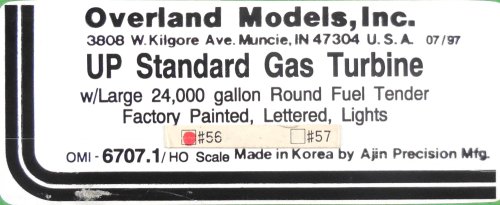 Overland Models, Inc.
3808 W. Kilgore Ave. Muncie, IN 47304 U.S.A. 07/97
UP Standard Gas Turbine
w/Large 24,000 gallon Round Fuel Tender
Factory Painted, Lettered, Lights
#56 #57
OMI - 6707.1 / HO Scale Made in Korea by Ajin Precision Mfg.